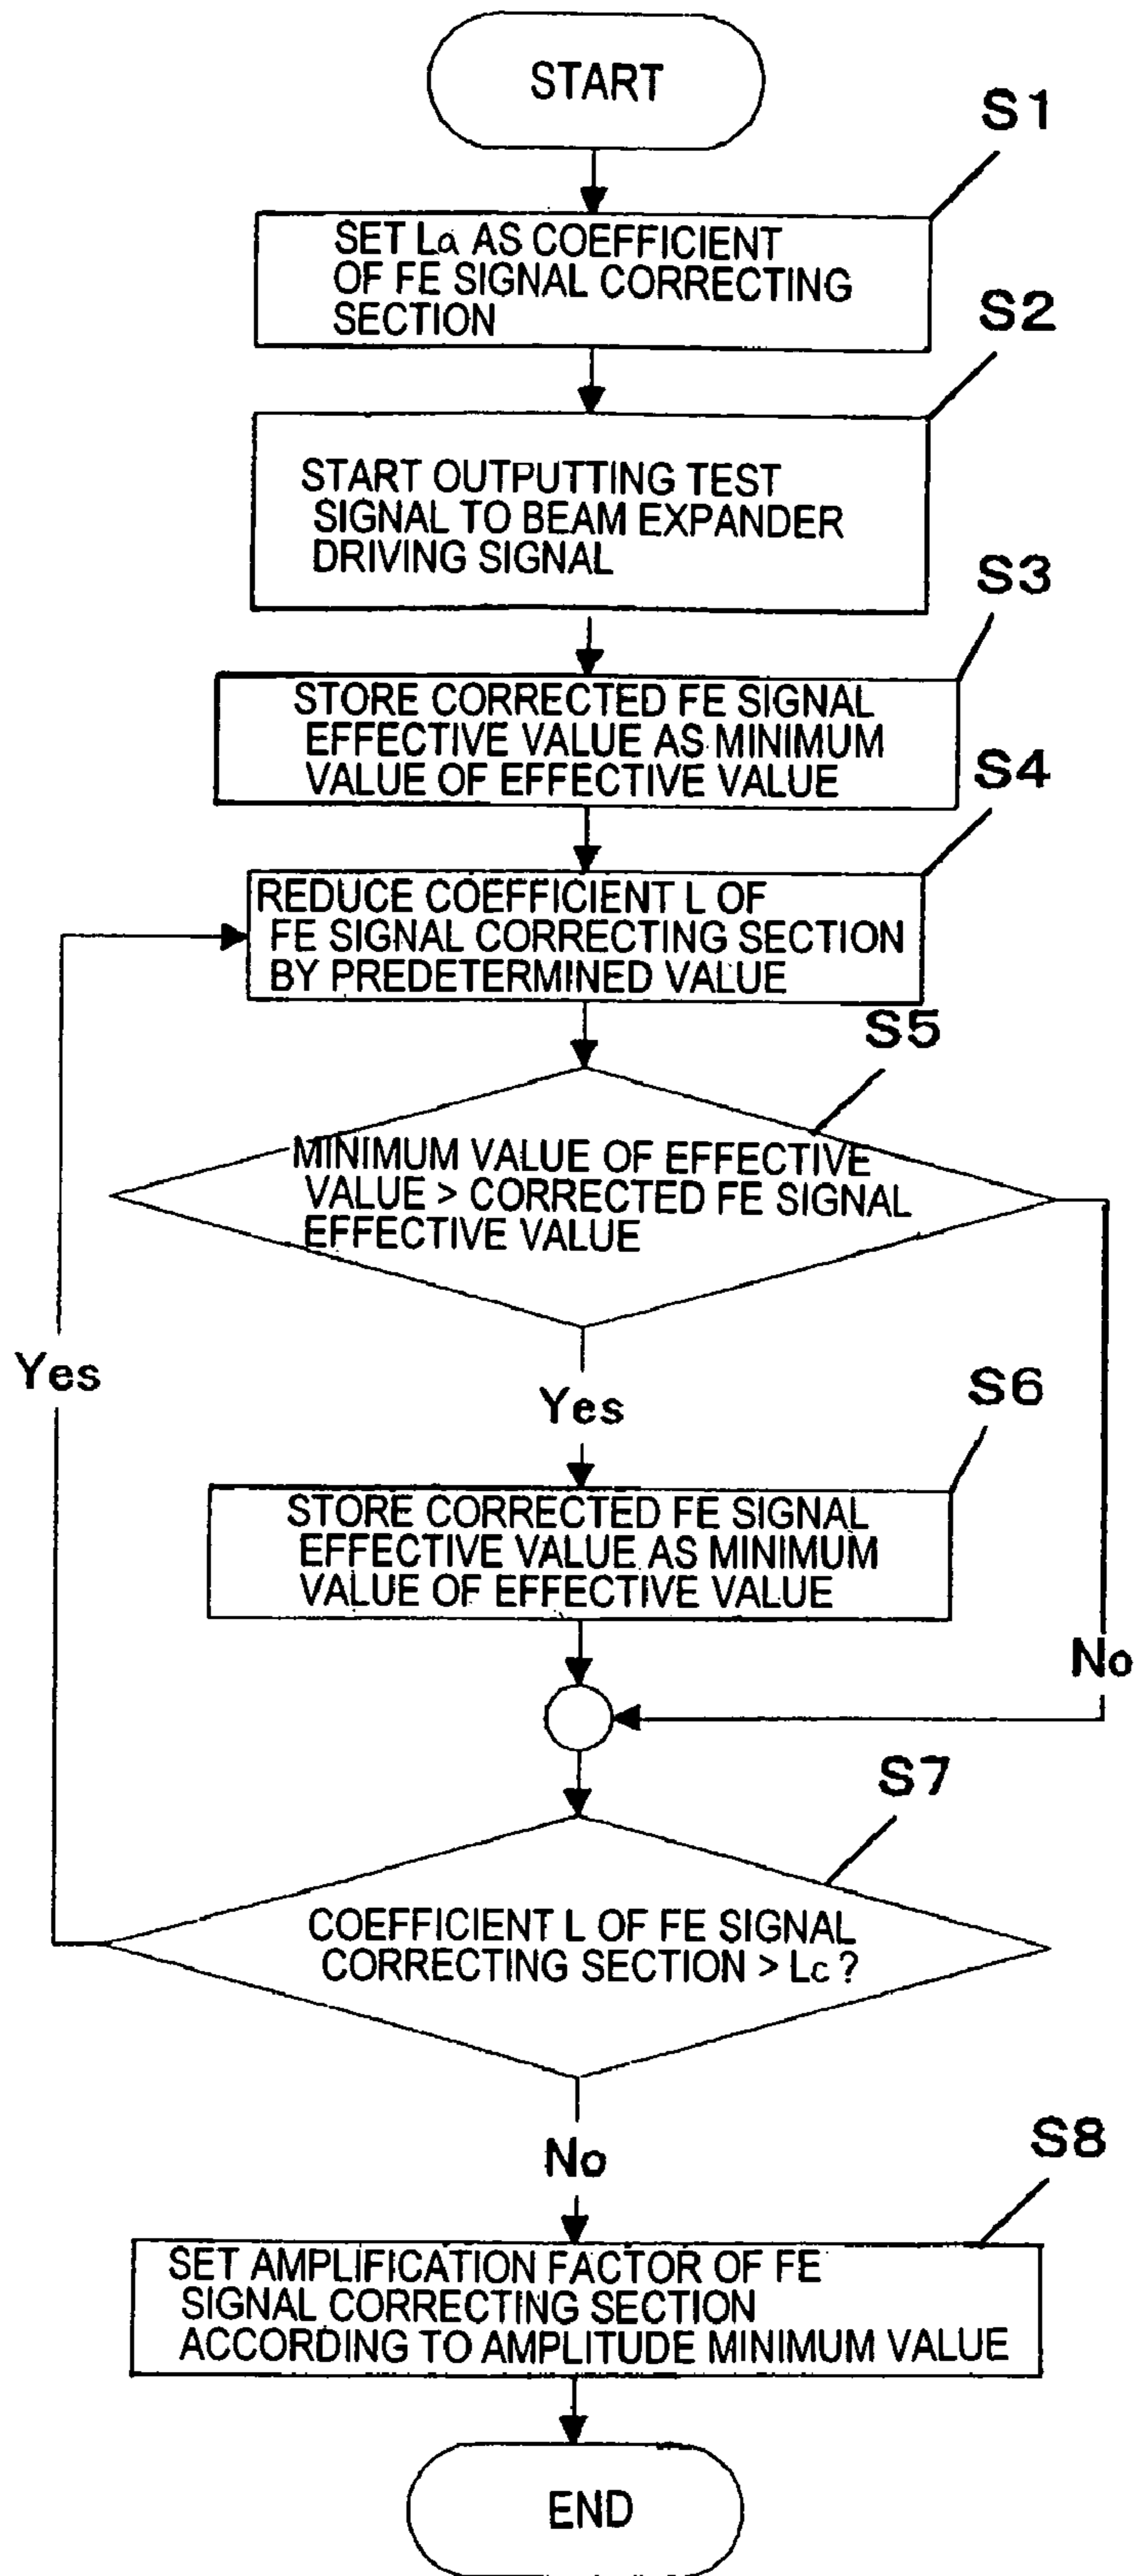 START
S1
SET La AS COEFFICIENT
OF FE SIGNAL CORRECTING
SECTION
S2
START OUTPUTTING TEST
SIGNAL TO BEAM EXPANDER
DRIVING SIGNAL
S3
STORE CORRECTED FE SIGNAL
EFFECTIVE VALUE AS MINIMUM
VALUE OF EFFECTIVE VALUE
S4
REDUCE COEFFICIENT L OF
FE SIGNAL CORRECTING SECTION
BY PREDETERMINED VALUE
S5
MINIMUM VALUE OF EFFECTIVE
VALUE > CORRECTED FE SIGNAL
EFFECTIVE VALUE
Yes
Yes
S6
STORE CORRECTED FE SIGNAL
EFFECTIVE VALUE AS MINIMUM
VALUE OF EFFECTIVE VALUE
No
S7
COEFFICIENT L OF FE SIGNAL
CORRECTING SECTION > Lc ?
No
S8
SET AMPLIFICATION FACTOR OF FE
SIGNAL CORRECTING SECTION
ACCORDING TO AMPLITUDE MINIMUM VALUE
END